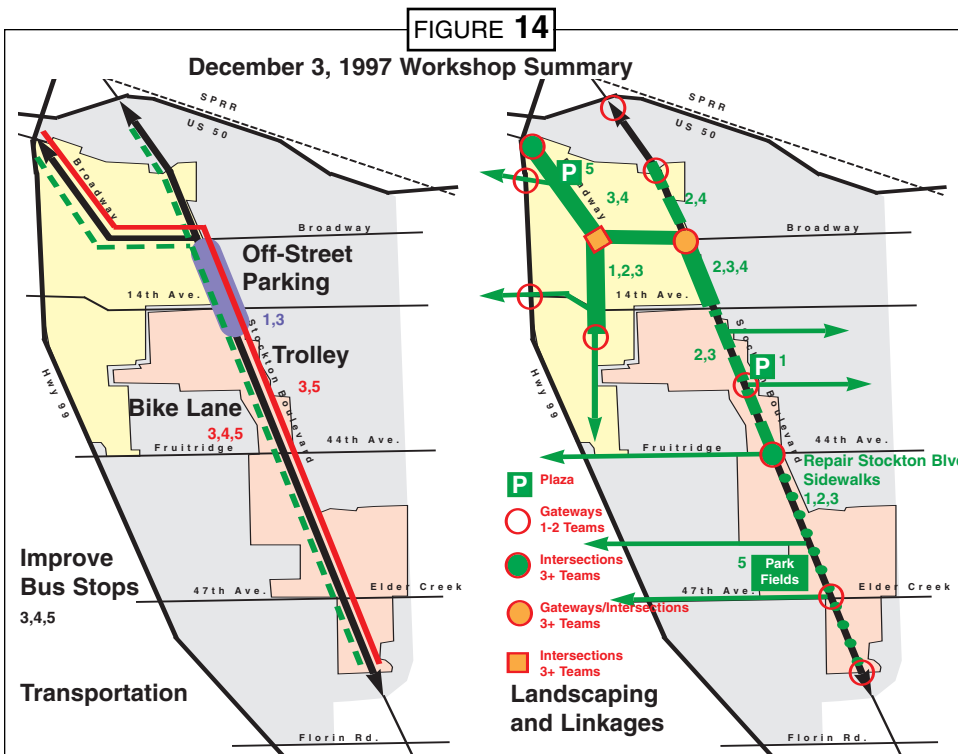 FIGURE 14
December 3, 1997 Workshop Summary
SPRR
US 50
Broadway
Broadway
Off-Street
Parking
14th Ave.
1,3
Trolley
3,5
Stockton Boulevard
Hwy 99
Bike Lane
3,4,5
Fruitridge
44th Ave.
Improve
Bus Stops
3,4,5
47th Ave.
Elder Creek
Transportation
Florin Rd.
SPRR
US 50
P 5
Broadway
3,4
2,4
Broadway
1,2,3
2,3,4
14th Ave.
2,3
P 1
Stockton Boulevard
Hwy 99
Fruitridge
44th Ave.
Repair Stockton Blv
Sidewalks
1,2,3
P Plaza
Gateways
1-2 Teams
Intersections
3+ Teams
5 Park
Fields
47th Ave.
Elder Creek
Gateways/Intersections
3+ Teams
Intersections
3+ Teams
Landscaping
and Linkages
Florin Rd.